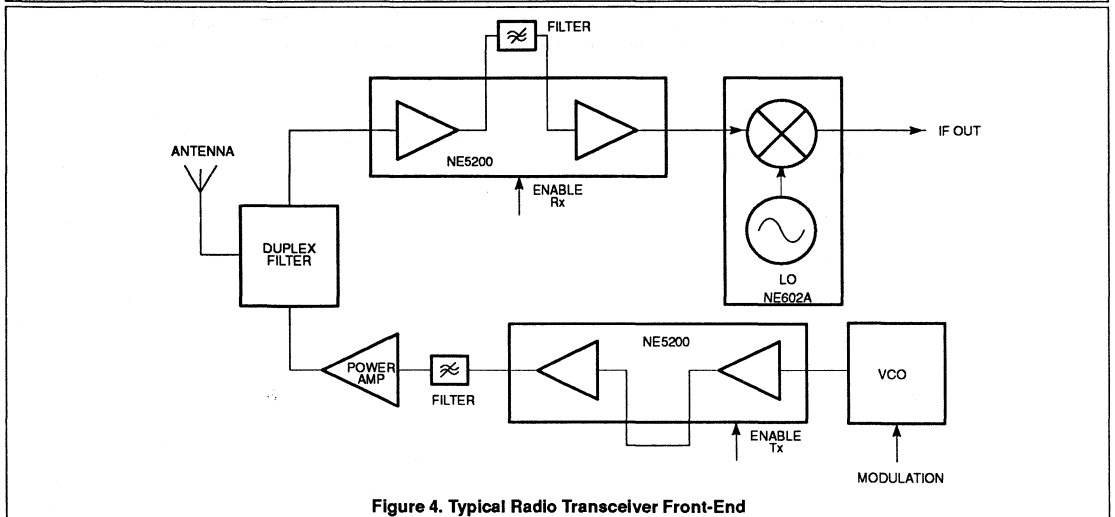 FILTER
ANTENNA
NE5200
ENABLE
Rx
IF OUT
DUPLEX
FILTER
LO
NE602A
POWER
AMP
FILTER
NE5200
ENABLE
Tx
VCO
MODULATION
Figure 4. Typical Radio Transceiver Front-End